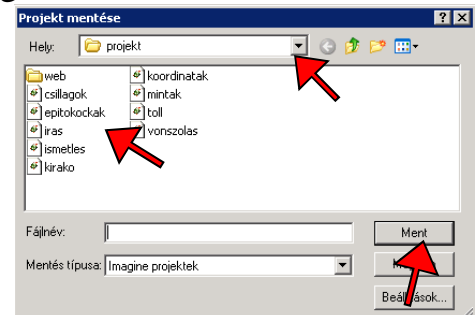 Projekt mentése
Hely: projekt
web koordinatak
csillagok mintak
epitokockak toll
iras vonszolas
ismetles
kirako
Fájlnév: Ment
Mentés típusa: Imagine projektek